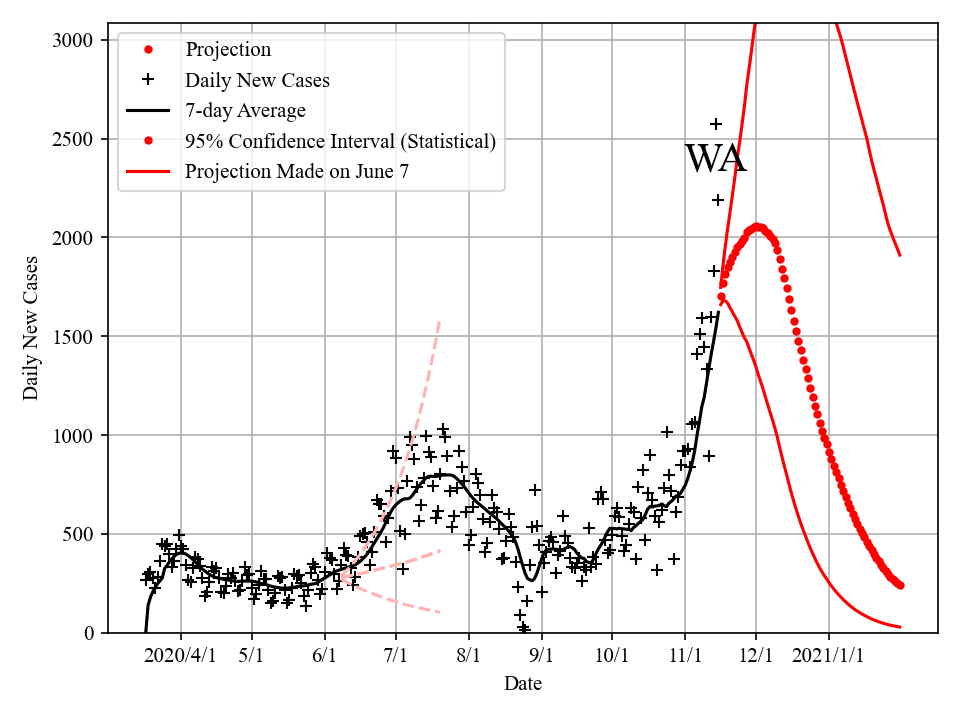 3000
2500
2000
1500
1000
500
0
Daily New Cases
Projection
Daily New Cases
7-day Average
95% Confidence Interval (Statistical)
Projection Made on June 7
WA
2020/4/1 5/1 6/1 7/1 8/1 9/1 10/1 11/1 12/1 2021/1/1
Date